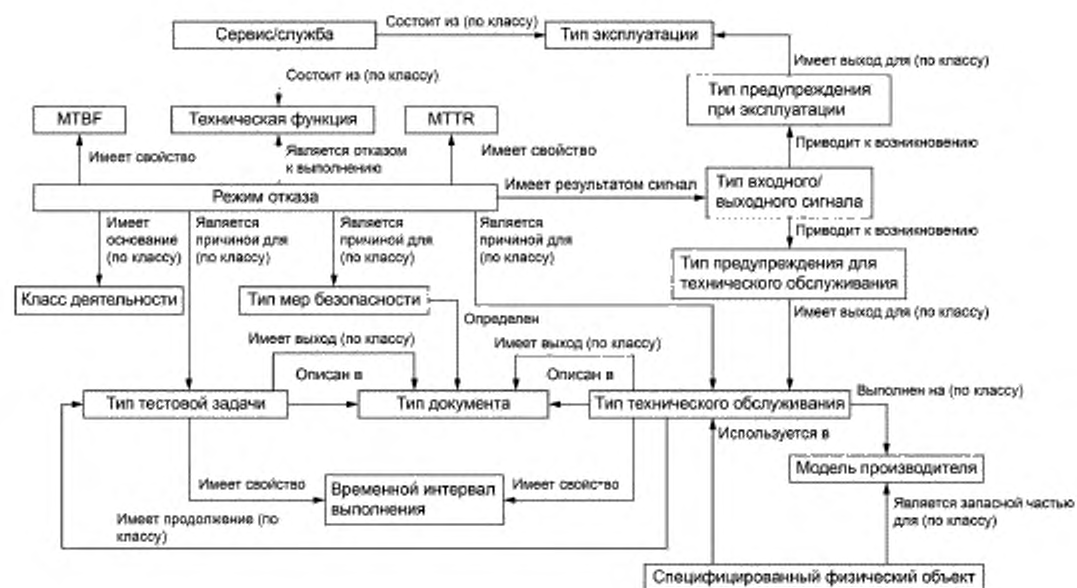 Состоит из (по классу)
Сервис/служба
Тип эксплуатации
Имеет выход для (по классу)
Состоит из (по классу)
Тип предупреждения
при эксплуатации
MTBF
Техническая функция
MTTR
Имеет свойство
Является отказом
к выполнению
Имеет свойство
Приводит к возникновению
Режим отказа
Имеет результатом сигнал
Тип входного/
выходного сигнала
Имеет
основание
(по классу)
Является
причиной для
(по классу)
Является
причиной для
(по классу)
Является
причиной для
(по классу)
Приводит к возникновению
Тип предупреждения для
технического обслуживания
Класс деятельности
Тип мер безопасности
Определен
Имеет выход для (по классу)
Имеет выход (по классу)
Имеет выход (по классу)
Описан в
Описан в
Тип тестовой задачи
Тип документа
Тип технического обслуживания
Выполнен на (по классу)
Используется в
Модель производителя
Имеет свойство
Временной интервал
выполнения
Имеет свойство
Является запасной частью
для (по классу)
Имеет продолжение (по
классу)
Специфицированный физический объект